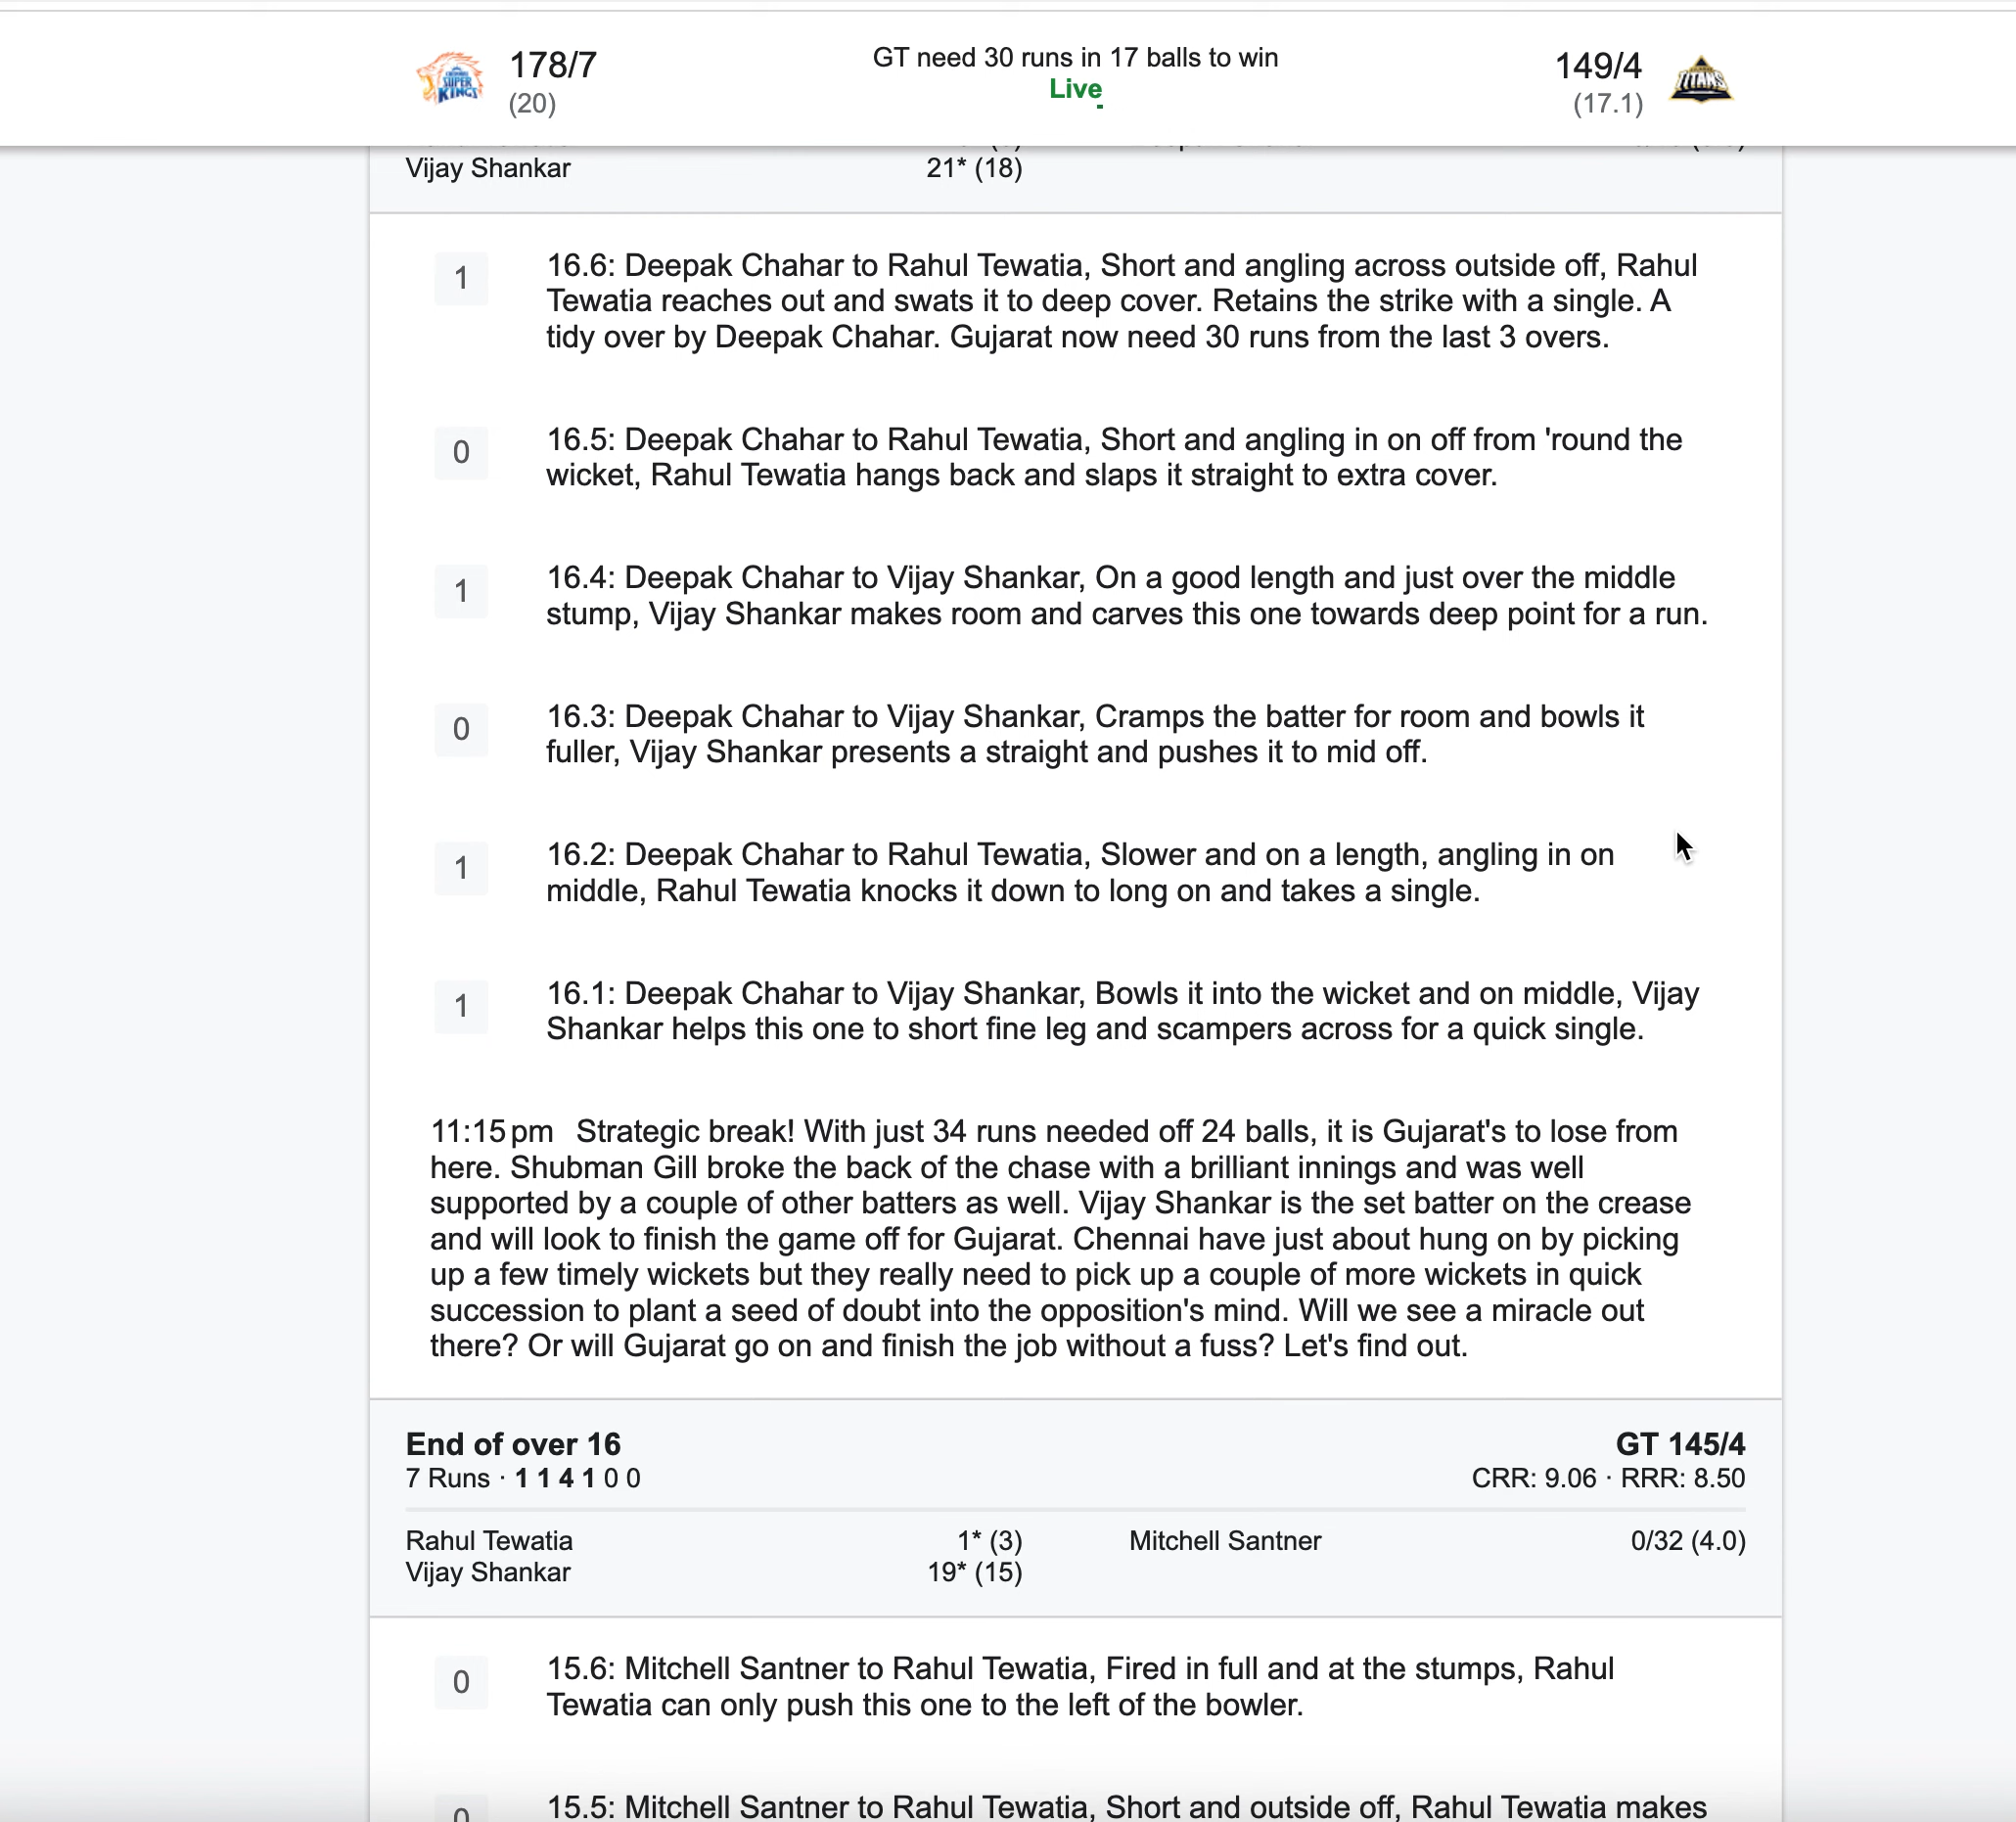 178/7
(20)
GT need 30 runs in 17 balls to win
Live
149/4
(17.1)
SUPER
KINGS
TITANS
Vijay Shankar 21* (18)
1 16.6: Deepak Chahar to Rahul Tewatia, Short and angling across outside off, Rahul
Tewatia reaches out and swats it to deep cover. Retains the strike with a single. A
tidy over by Deepak Chahar. Gujarat now need 30 runs from the last 3 overs.
0 16.5: Deepak Chahar to Rahul Tewatia, Short and angling in on off from 'round the
wicket, Rahul Tewatia hangs back and slaps it straight to extra cover.
1 16.4: Deepak Chahar to Vijay Shankar, On a good length and just over the middle
stump, Vijay Shankar makes room and carves this one towards deep point for a run.
0 16.3: Deepak Chahar to Vijay Shankar, Cramps the batter for room and bowls it
fuller, Vijay Shankar presents a straight and pushes it to mid off.
1 16.2: Deepak Chahar to Rahul Tewatia, Slower and on a length, angling in on
middle, Rahul Tewatia knocks it down to long on and takes a single.
1 16.1: Deepak Chahar to Vijay Shankar, Bowls it into the wicket and on middle, Vijay
Shankar helps this one to short fine leg and scampers across for a quick single.
11:15 pm Strategic break! With just 34 runs needed off 24 balls, it is Gujarat's to lose from
here. Shubman Gill broke the back of the chase with a brilliant innings and was well
supported by a couple of other batters as well. Vijay Shankar is the set batter on the crease
and will look to finish the game off for Gujarat. Chennai have just about hung on by picking
up a few timely wickets but they really need to pick up a couple of more wickets in quick
succession to plant a seed of doubt into the opposition's mind. Will we see a miracle out
there? Or will Gujarat go on and finish the job without a fuss? Let's find out.
End of over 16 GT 145/4
7 Runs · 1 1 4 1 0 0 CRR: 9.06 · RRR: 8.50
Rahul Tewatia 1* (3) Mitchell Santner 0/32 (4.0)
Vijay Shankar 19* (15)
0 15.6: Mitchell Santner to Rahul Tewatia, Fired in full and at the stumps, Rahul
Tewatia can only push this one to the left of the bowler.
0 15.5: Mitchell Santner to Rahul Tewatia, Short and outside off, Rahul Tewatia makes